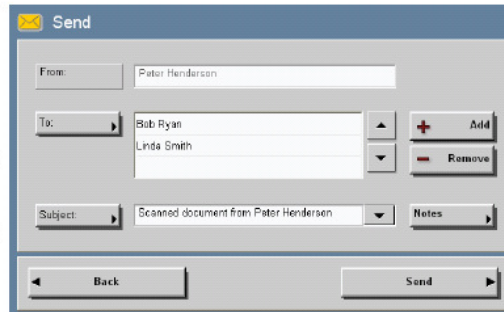 Send
From:
Peter Henderson
To:
Bob Ryan
Linda Smith
Add
Remove
Subject:
Scanned document from Peter Henderson
Notes
Back
Send